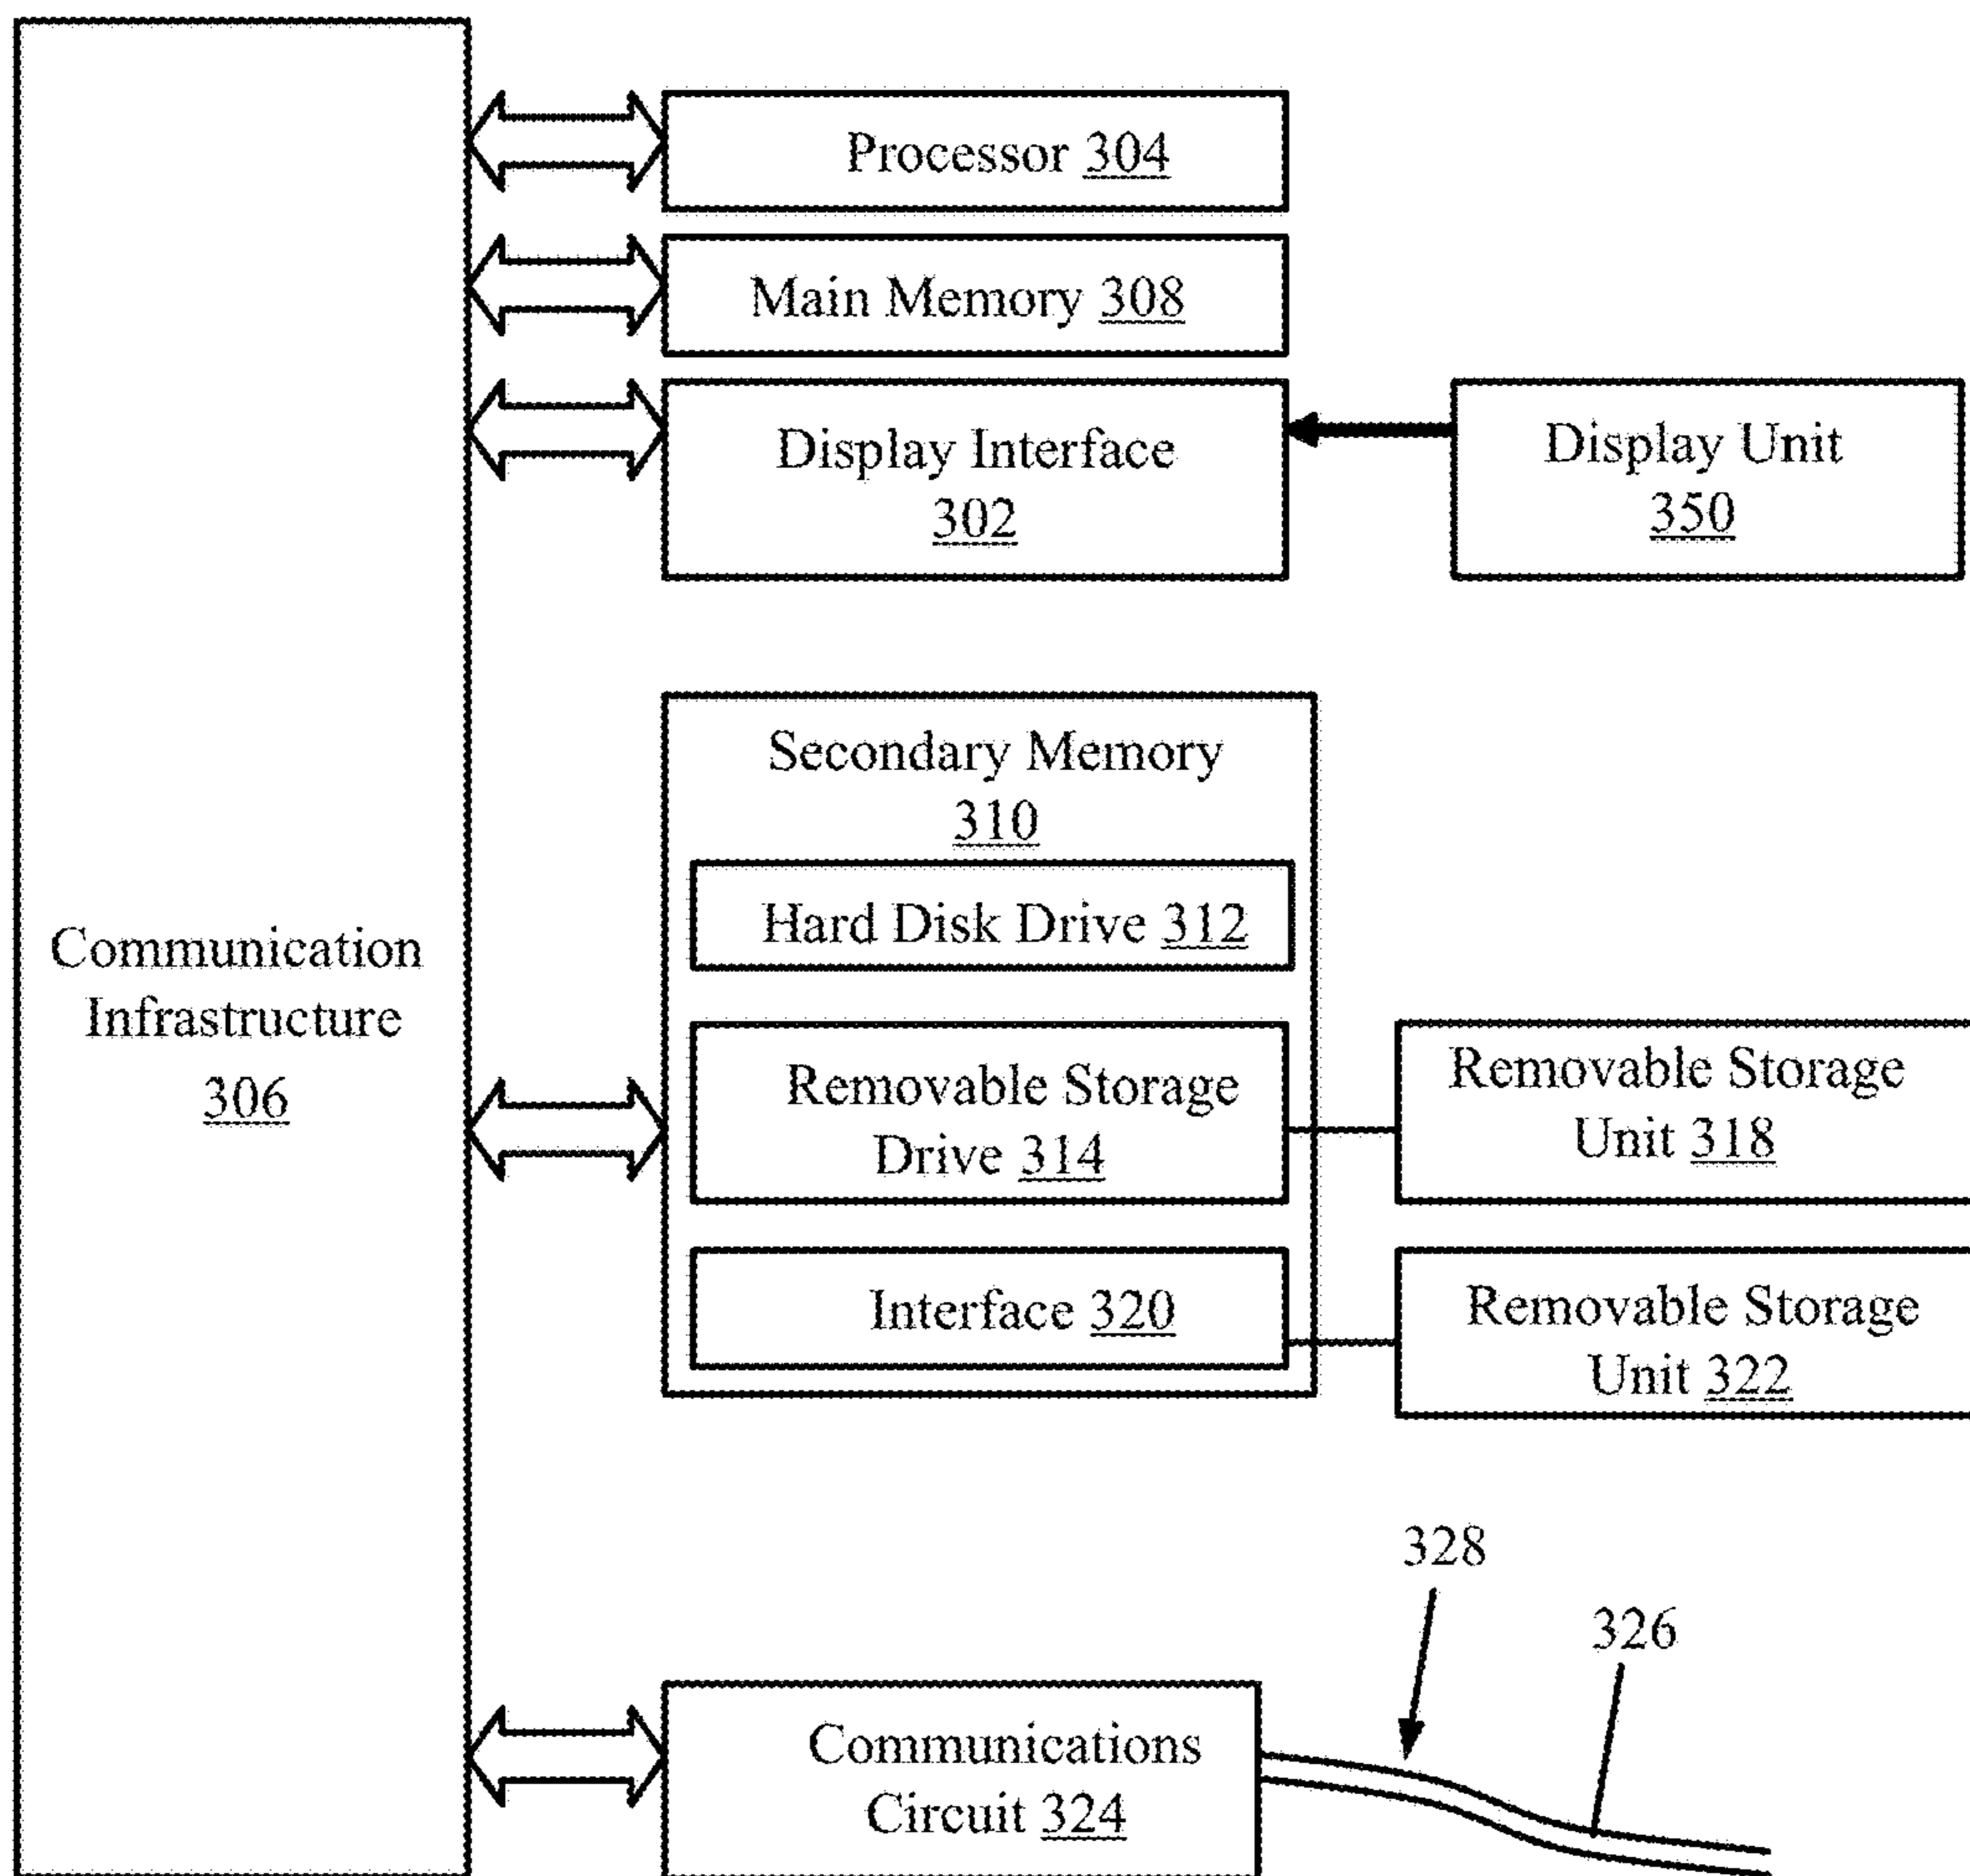 Processor 304
Main Memory 308
Display Interface
302
Display Unit
350
Secondary Memory
310
Hard Disk Drive 312
Communication
Infrastructure
306
Removable Storage
Drive 314
Removable Storage
Unit 318
Interface 320
Removable Storage
Unit 322
328
326
Communications
Circuit 324